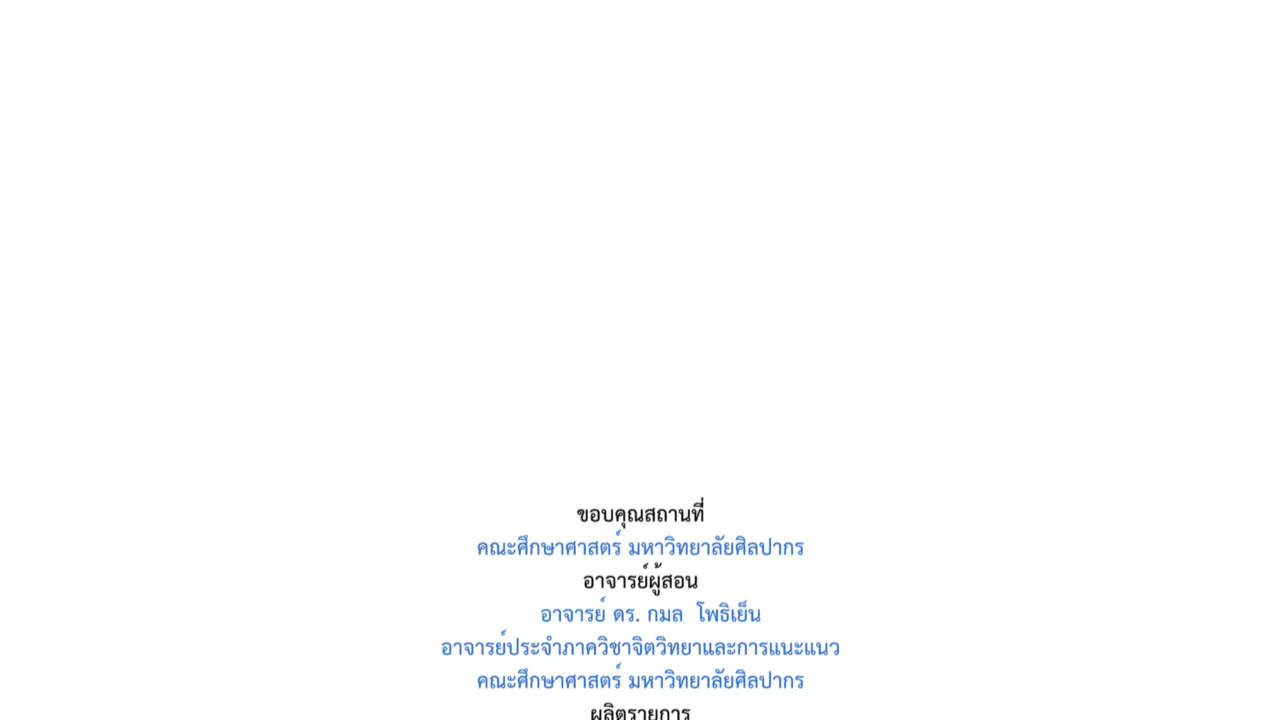 ขอบคุณสถานที่
คณะศึกษาศาสตร์ มหาวิทยาลัยศิลปากร
อาจารย์ผู้สอน
อาจารย์ ดร. กมล โพธิเย็น
อาจารย์ประจำภาควิชาจิตวิทยาและการแนะแนว
คณะศึกษาศาสตร์ มหาวิทยาลัยศิลปากร
ผลิตรายการ